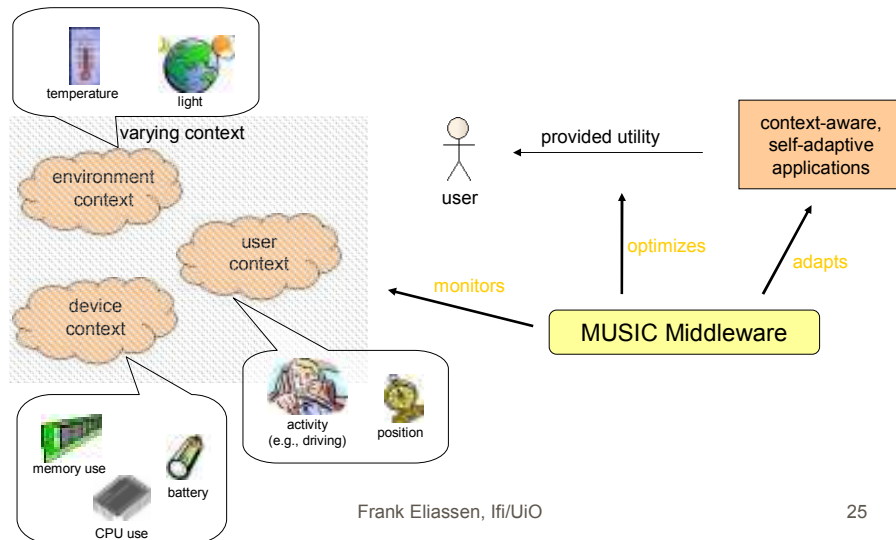 temperature
light
varying context
environment
context
user
context
device
context
activity
(e.g., driving)
position
memory use
battery
CPU use
user
provided utility
context-aware,
self-adaptive
applications
monitors
optimizes
adapts
MUSIC Middleware
Frank Eliassen, Ifi/UiO
25